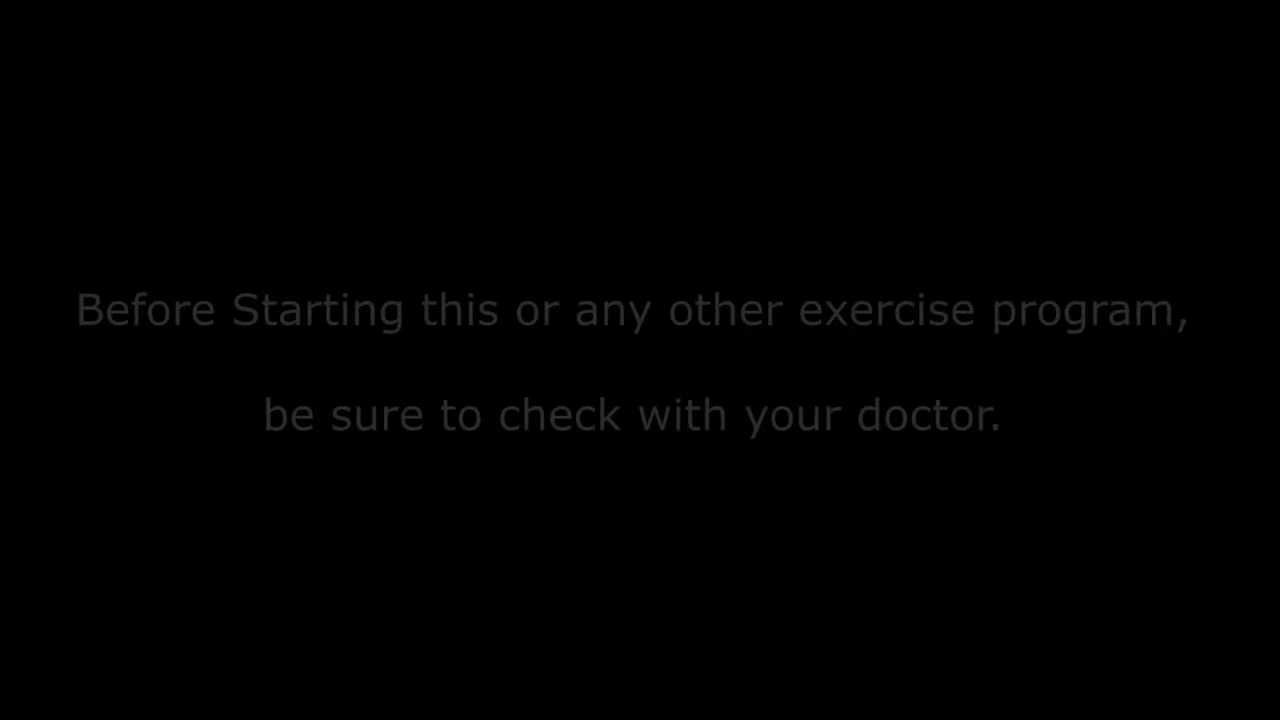 Before Starting this or any other exercise program,
be sure to check with your doctor.